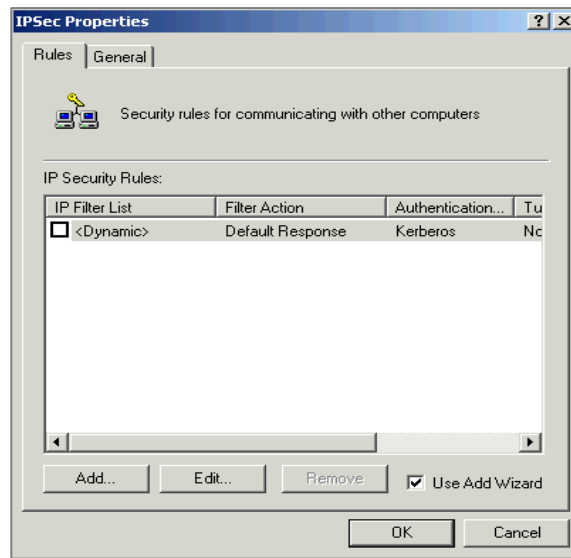 IPSec Properties
Rules General
Security rules for communicating with other computers
IP Security Rules:
IP Filter List Filter Action Authentication... Tu
<Dynamic> Default Response Kerberos Nc
Add... Edit... Remove Use Add Wizard
OK Cancel